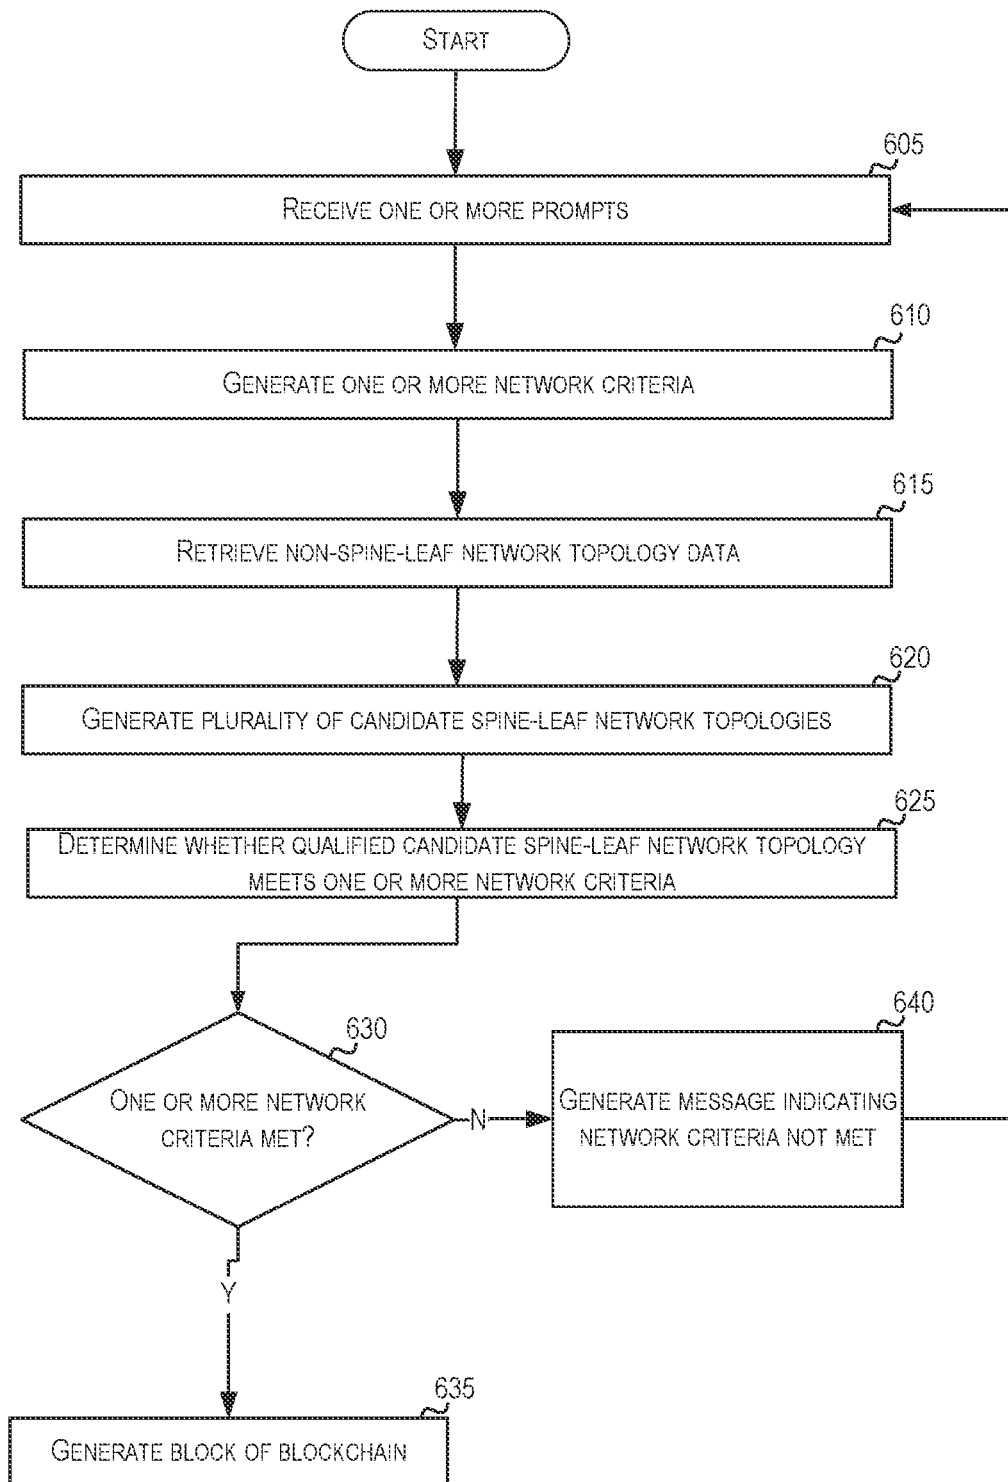 START
605
RECEIVE ONE OR MORE PROMPTS
610
GENERATE ONE OR MORE NETWORK CRITERIA
615
RETRIEVE NON-SPINE-LEAF NETWORK TOPOLOGY DATA
620
GENERATE PLURALITY OF CANDIDATE SPINE-LEAF NETWORK TOPOLOGIES
625
DETERMINE WHETHER QUALIFIED CANDIDATE SPINE-LEAF NETWORK TOPOLOGY
MEETS ONE OR MORE NETWORK CRITERIA
630
ONE OR MORE NETWORK
CRITERIA MET?
N
640
GENERATE MESSAGE INDICATING
NETWORK CRITERIA NOT MET
Y
635
GENERATE BLOCK OF BLOCKCHAIN